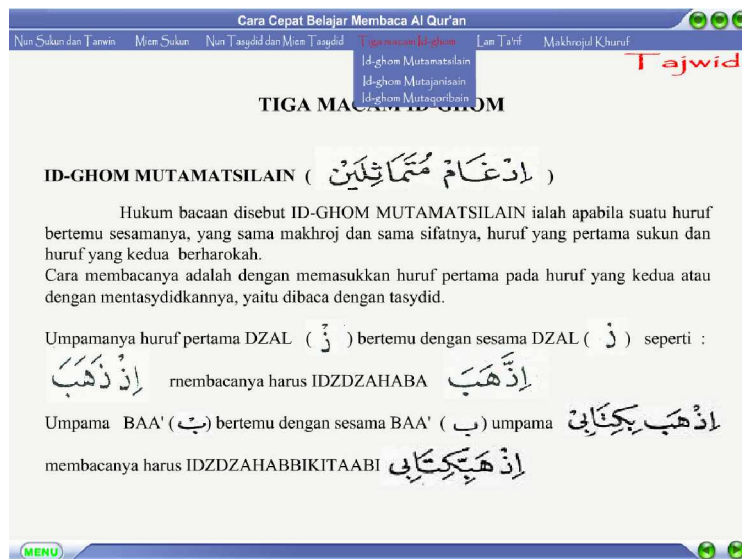 Cara Cepat Belajar Membaca Al Qur'an
Nun Sukun dan Tanwin Miem Sukun Nun Tasydid dan Miem Tasydid Tiga macam Id-ghom Lam Ta'rif Makhrojul Khuruf
Id-ghom Mutamatsilain
Id-ghom Mutajanisain
Id-ghom Mutaqoribain
Tajwid
TIGA MACAM ID-GHOM
ID-GHOM MUTAMATSILAIN ( اِدْغَامْ مُتَمَاثِلَيْنْ )
Hukum bacaan disebut ID-GHOM MUTAMATSILAIN ialah apabila suatu huruf
bertemu sesamanya, yang sama makhroj dan sama sifatnya, huruf yang pertama sukun dan
huruf yang kedua berharokah.
Cara membacanya adalah dengan memasukkan huruf pertama pada huruf yang kedua atau
dengan mentasydidkannya, yaitu dibaca dengan tasydid.
Umpamanya huruf pertama DZAL ( ذْ ) bertemu dengan sesama DZAL ( ذ ) seperti :
اِذْ ذَهَبَ rnembacanya harus IDZDZAHABA اِذَّهَبَ
Umpama BAA' ( بْ ) bertemu dengan sesama BAA' ( ب ) umpama اِذْهَبْ بِكِتَابِيْ
membacanya harus IDZDZAHABBIKITAABI اِذْهَبِّكِتَابِى
MENU